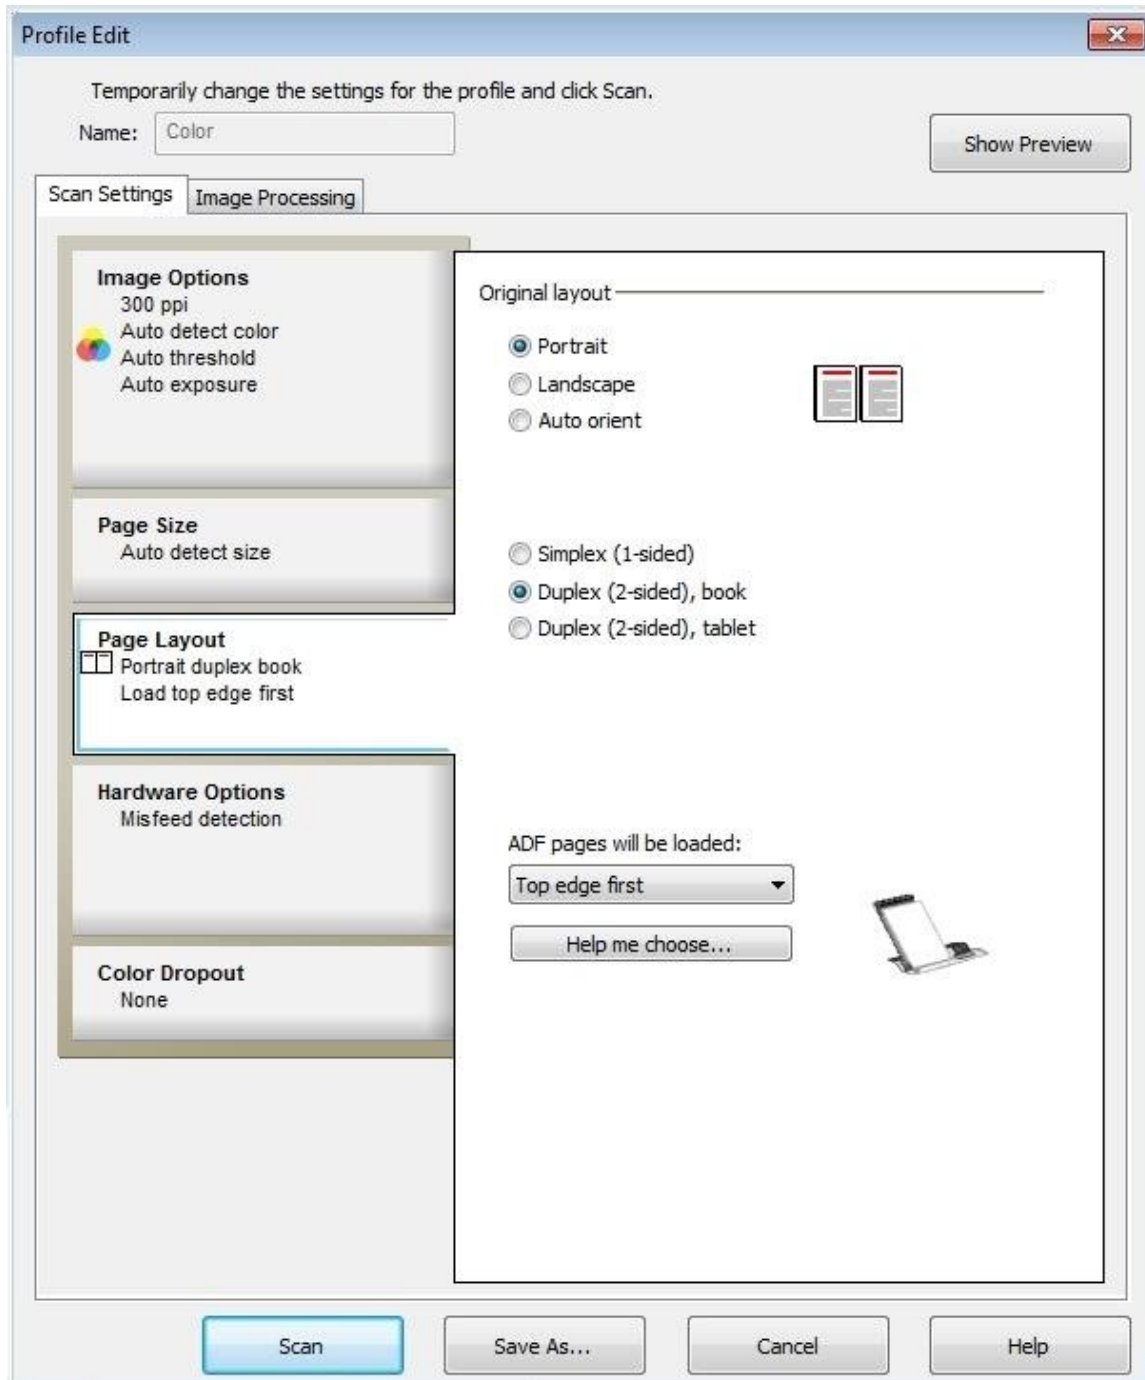 Profile Edit
Temporarily change the settings for the profile and click Scan.
Name: Color
Show Preview
Scan Settings
Image Processing
Image Options
300 ppi
Auto detect color
Auto threshold
Auto exposure
Page Size
Auto detect size
Page Layout
Portrait duplex book
Load top edge first
Hardware Options
Misfeed detection
Color Dropout
None
Original layout
Portrait
Landscape
Auto orient
Simplex (1-sided)
Duplex (2-sided), book
Duplex (2-sided), tablet
ADF pages will be loaded:
Top edge first
Help me choose...
Scan
Save As...
Cancel
Help